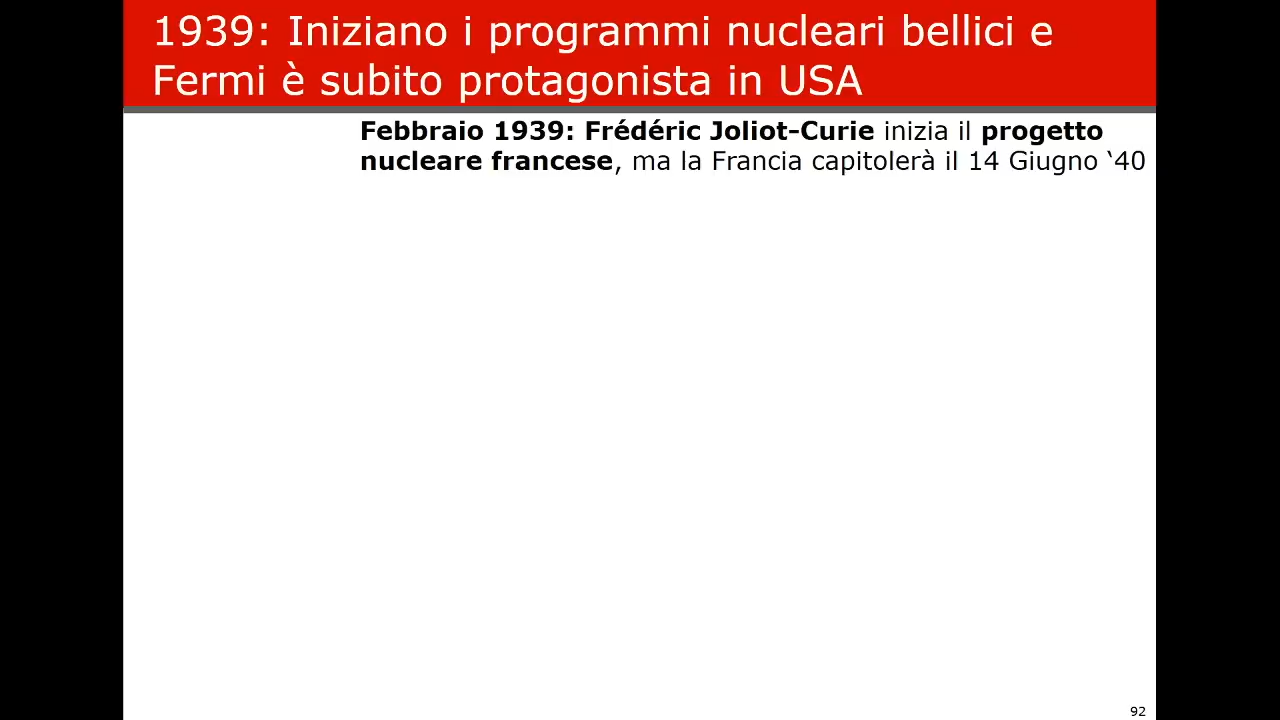 1939: Iniziano i programmi nucleari bellici e
Fermi è subito protagonista in USA
Febbraio 1939: Frédéric Joliot-Curie inizia il progetto
nucleare francese, ma la Francia capitolerà il 14 Giugno ‘40
92